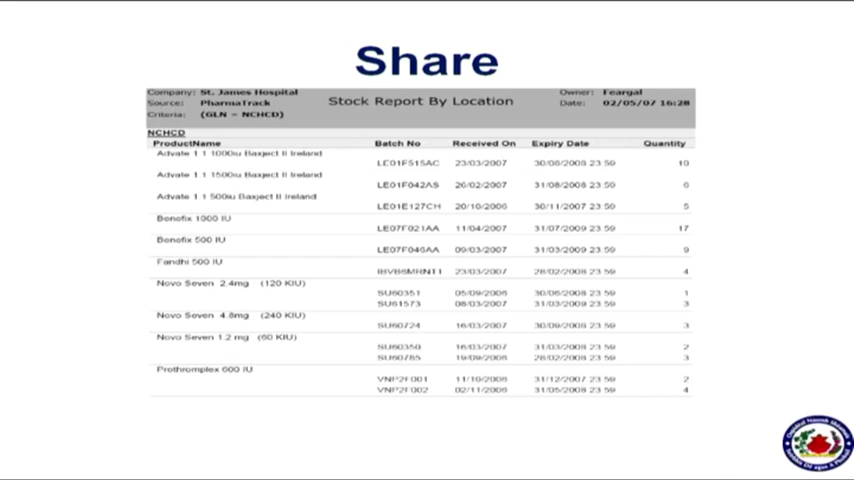 Share
Company: St. James Hospital Owner: Feargal
Source: PharmaTrack Stock Report By Location Date: 02/05/07 16:28
Criteria: (GLN = NCHCD)
NCHCD
ProductName Batch No Received On Expiry Date Quantity
Advate 1 1 1000iu Baxject II Ireland
LE01F515AC 23/03/2007 30/06/2008 23 59 10
Advate 1 1 1500iu Baxject II Ireland
LE01F042AS 26/02/2007 31/08/2008 23 59 6
Advate 1 1 500iu Baxject II Ireland
LE01E127CH 20/10/2006 30/11/2007 23 59 5
Benefix 1000 IU
LE07F021AA 11/04/2007 31/07/2009 23 59 17
Benefix 500 IU
LE07F046AA 09/03/2007 31/03/2009 23 59 9
Fandhi 500 IU
23/03/2007 28/02/2008 23 59 4
Novo Seven 2.4mg (120 KIU)
SU60351 05/09/2006 30/06/2008 23 59 1
SU61573 08/03/2007 31/03/2009 23 59 3
Novo Seven 4.8mg (240 KIU)
SU60724 16/03/2007 30/09/2008 23 59 3
Novo Seven 1.2 mg (60 KIU)
SU60350 16/03/2007 31/03/2008 23 59 2
SU60785 19/09/2006 28/02/2008 23 59 3
Prothromplex 600 IU
VNP2F001 11/10/2006 31/12/2007 23 59 2
VNP2F002 02/11/2006 31/05/2008 23 59 4